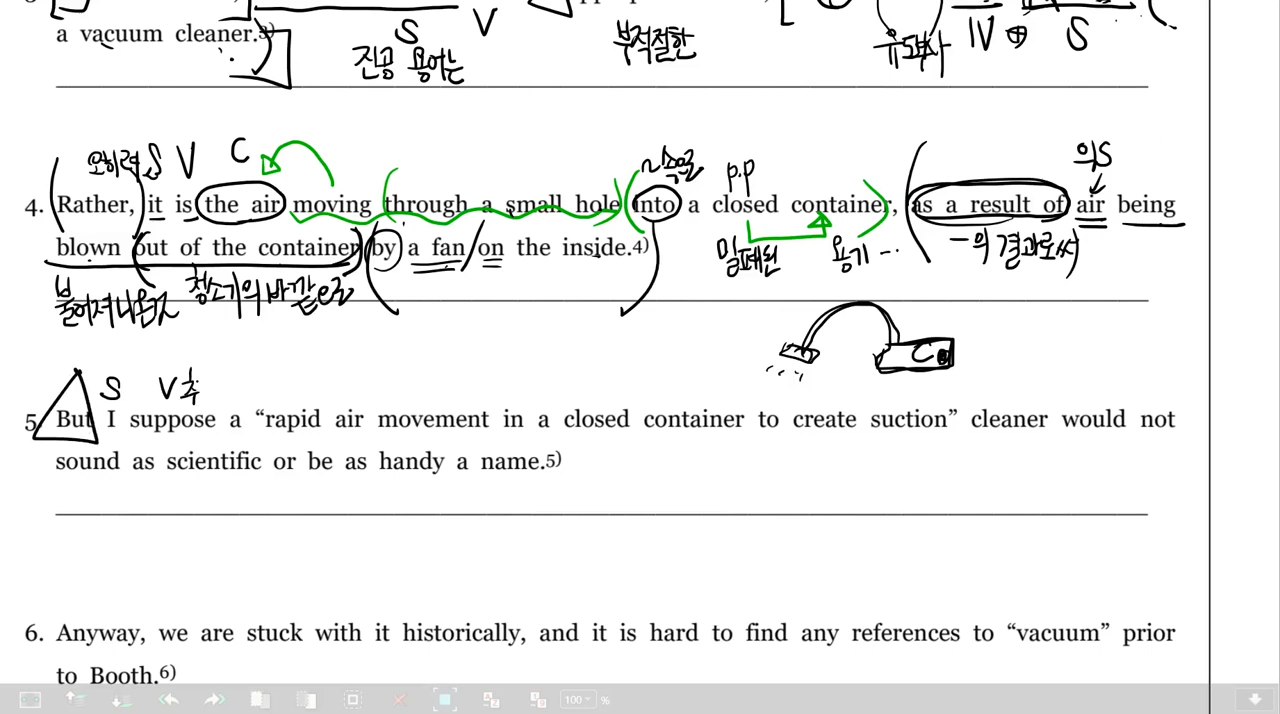 a vacuum cleaner.3)
S V
진공 용어는 부적절한 유도부사 IV ⊕ S
오히려 S V C ~속으로 p.p 의S
4. Rather, it is the air moving through a small hole into a closed container, as a result of air being
blown out of the container by a fan / on the inside.4)
불어져나온것 청소기의 바깥으로 밀폐된 용기 -의 결과로써
C
S V추
5. But I suppose a “rapid air movement in a closed container to create suction” cleaner would not
sound as scientific or be as handy a name.5)
6. Anyway, we are stuck with it historically, and it is hard to find any references to “vacuum” prior
to Booth.6)
100 %